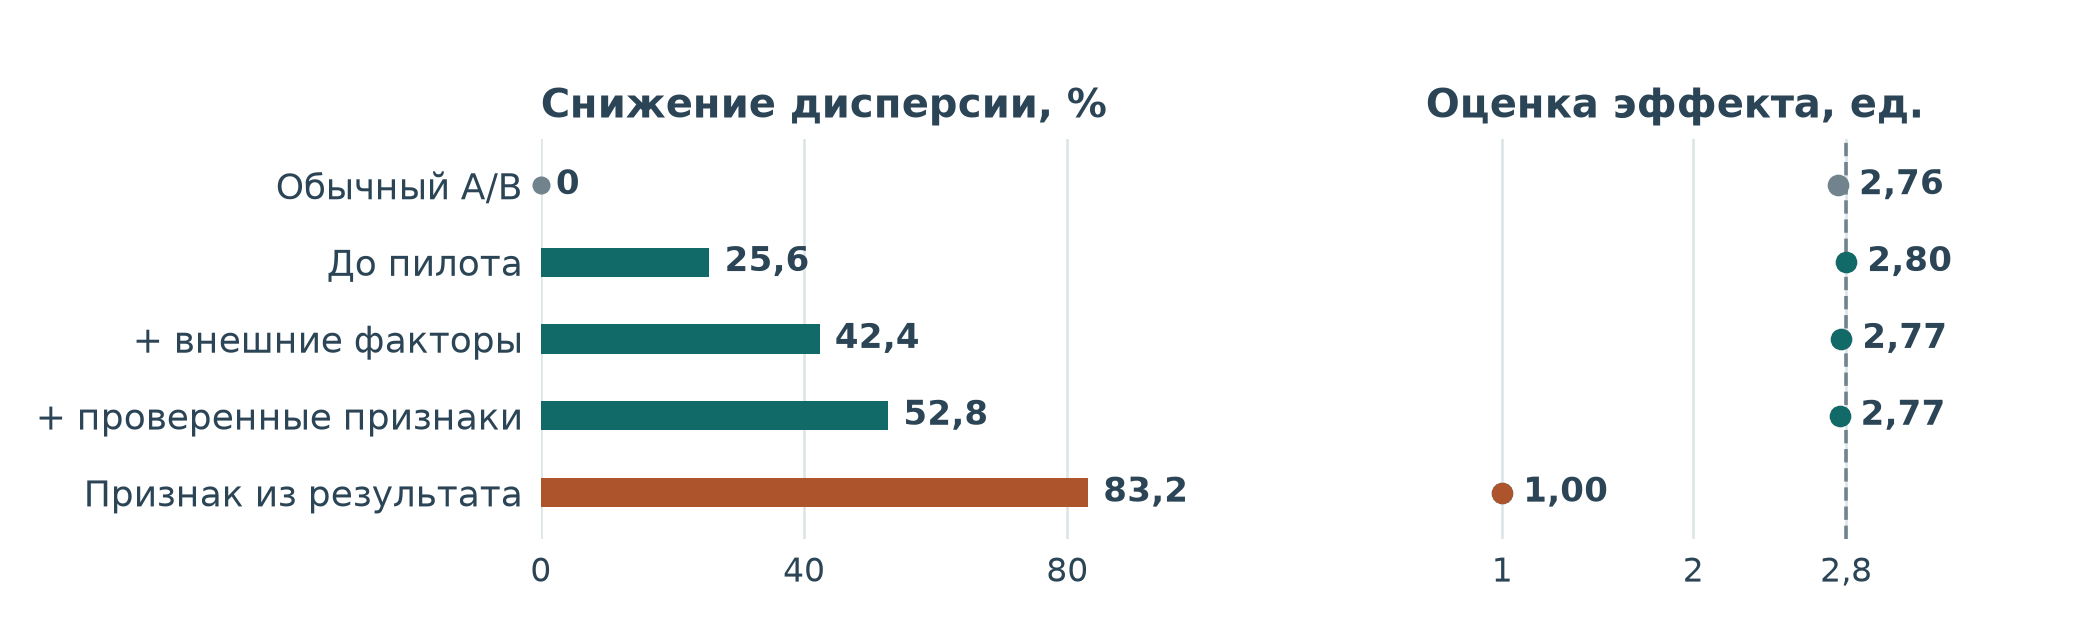 Снижение дисперсии, %
Оценка эффекта, ед.
Обычный A/B
0
2,76
До пилота
25,6
2,80
+ внешние факторы
42,4
2,77
+ проверенные признаки
52,8
2,77
Признак из результата
83,2
1,00
0
40
80
1
2
2,8